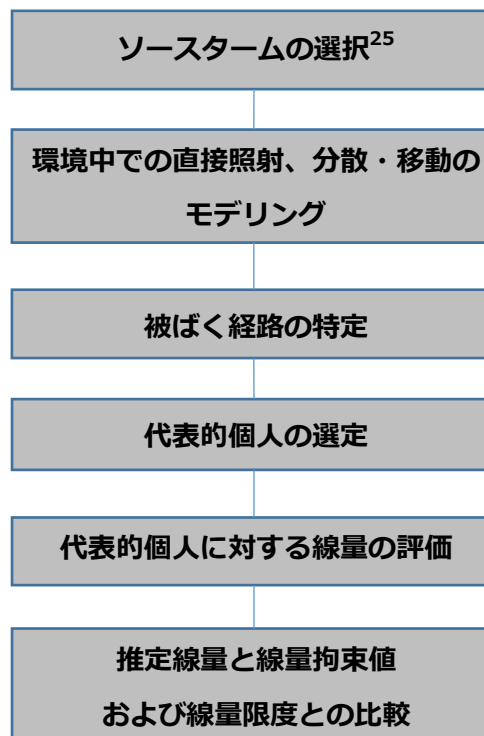 ソースタームの選択25
環境中での直接照射、分散・移動の
モデリング
被ばく経路の特定
代表的個人の選定
代表的個人に対する線量の評価
推定線量と線量拘束値
および線量限度との比較